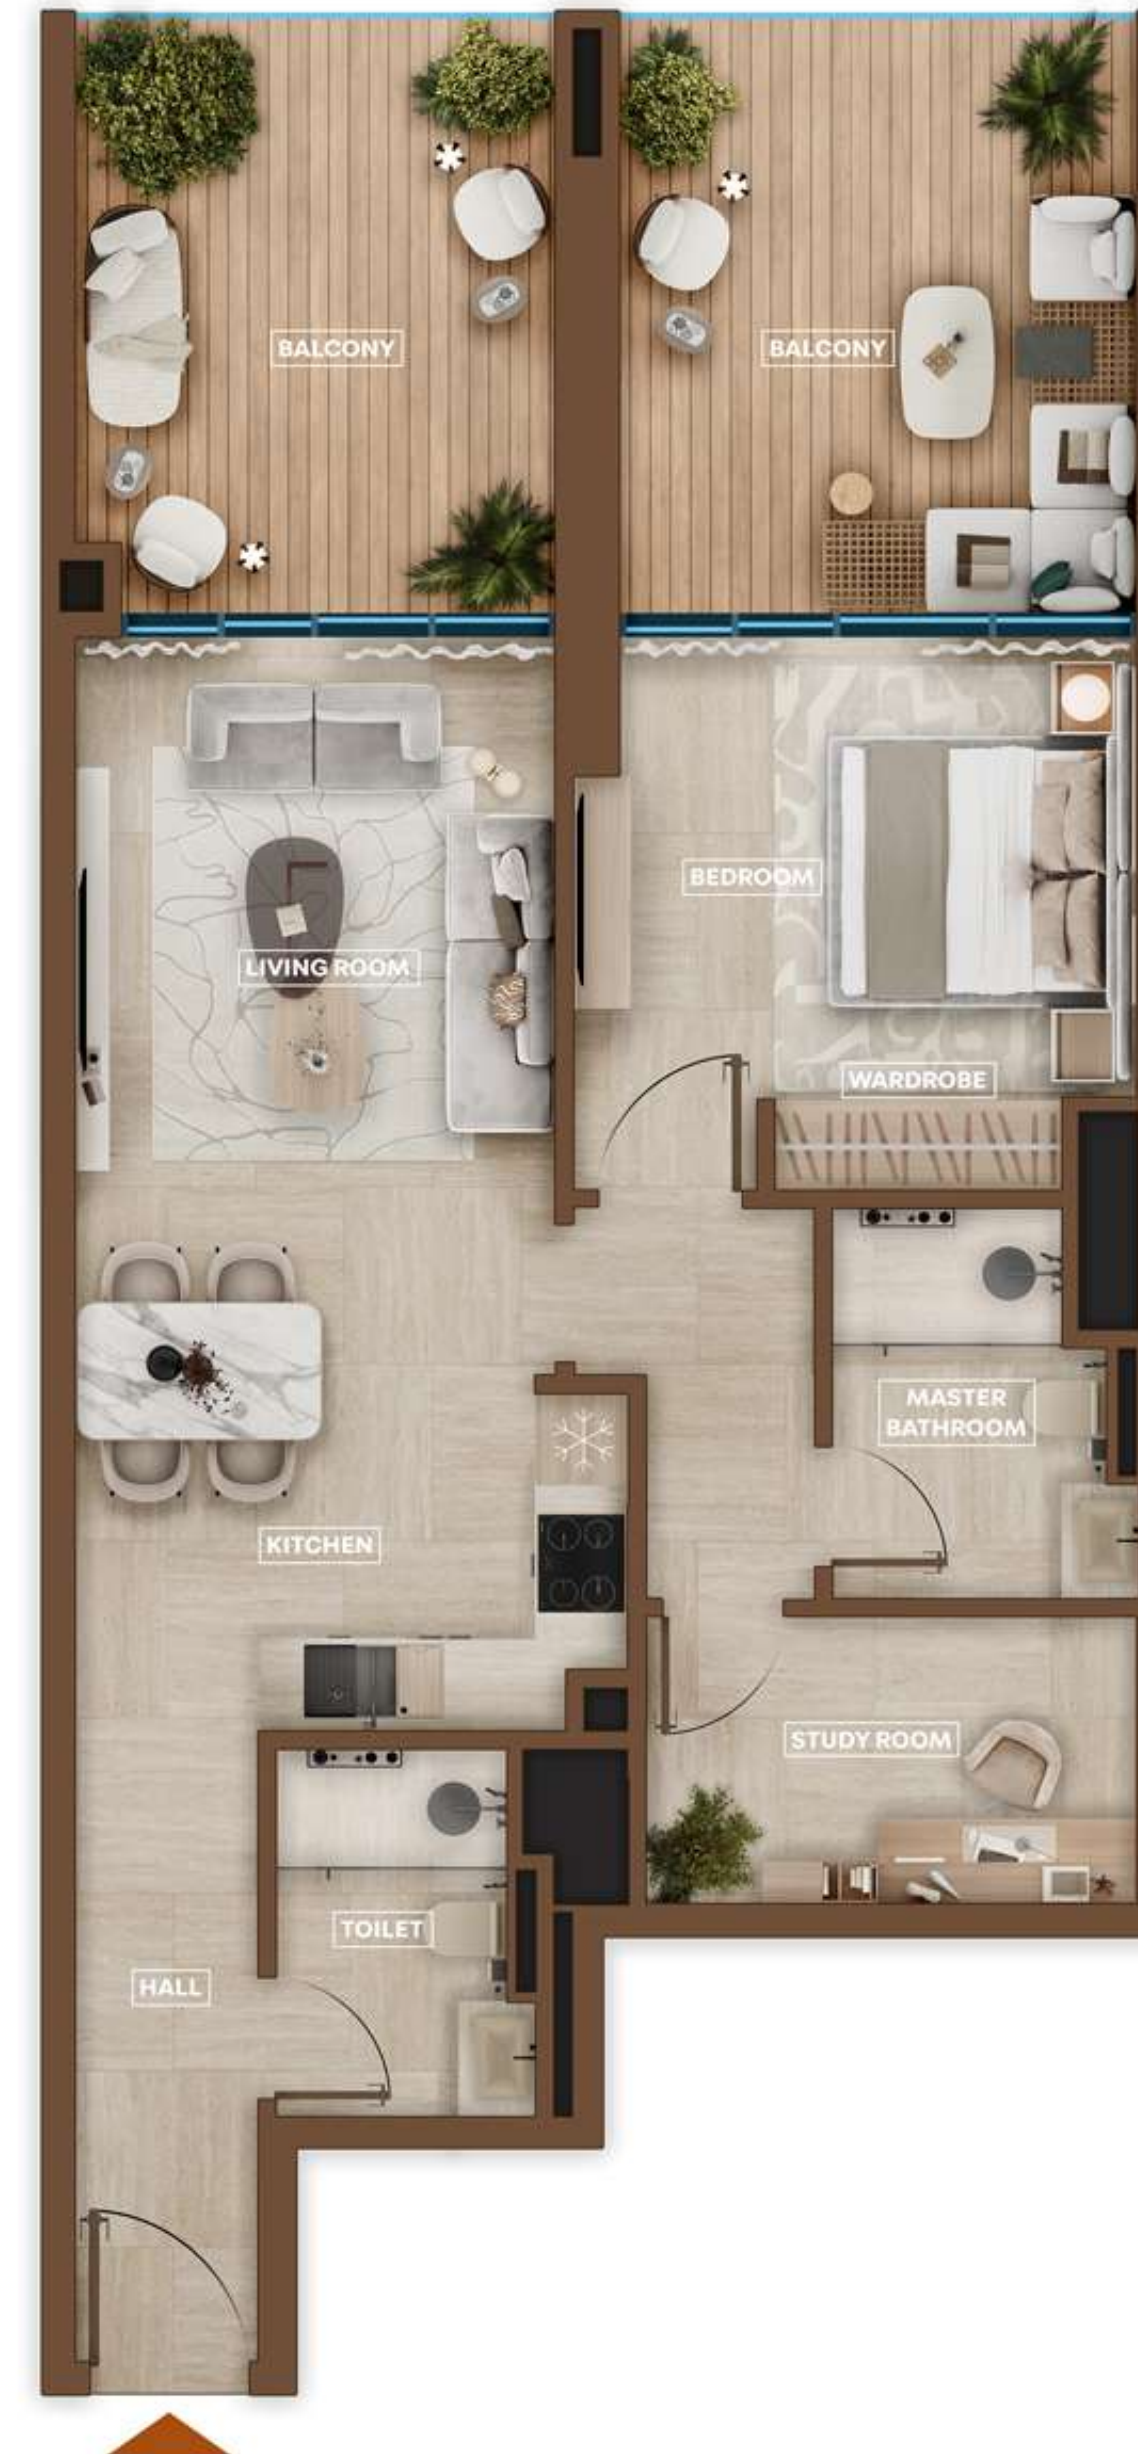 BALCONY
BALCONY
LIVING ROOM
BEDROOM
WARDROBE
MASTER
BATHROOM
KITCHEN
STUDY ROOM
TOILET
HALL